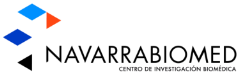 NAVARRABIOMED
CENTRO DE INVESTIGACIÓN BIOMÉDICA